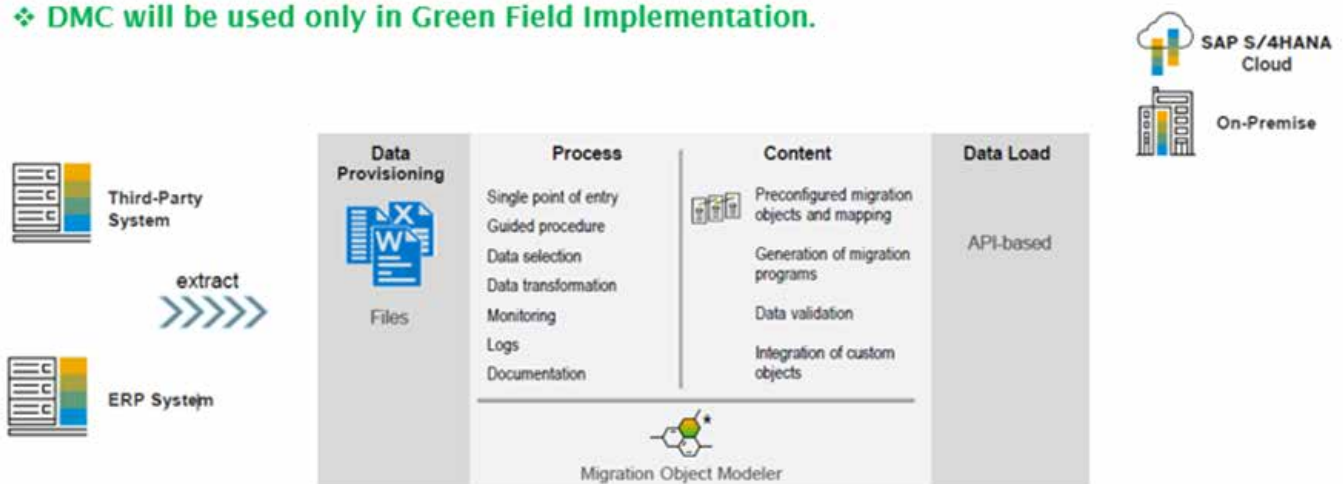 ❖ DMC will be used only in Green Field Implementation.
SAP S/4HANA
Cloud
On-Premise
Third-Party
System
extract
ERP System
Data
Provisioning
Files
Process
Single point of entry
Guided procedure
Data selection
Data transformation
Monitoring
Logs
Documentation
Content
Preconfigured migration
objects and mapping
Generation of migration
programs
Data validation
Integration of custom
objects
*
Migration Object Modeler
Data Load
API-based